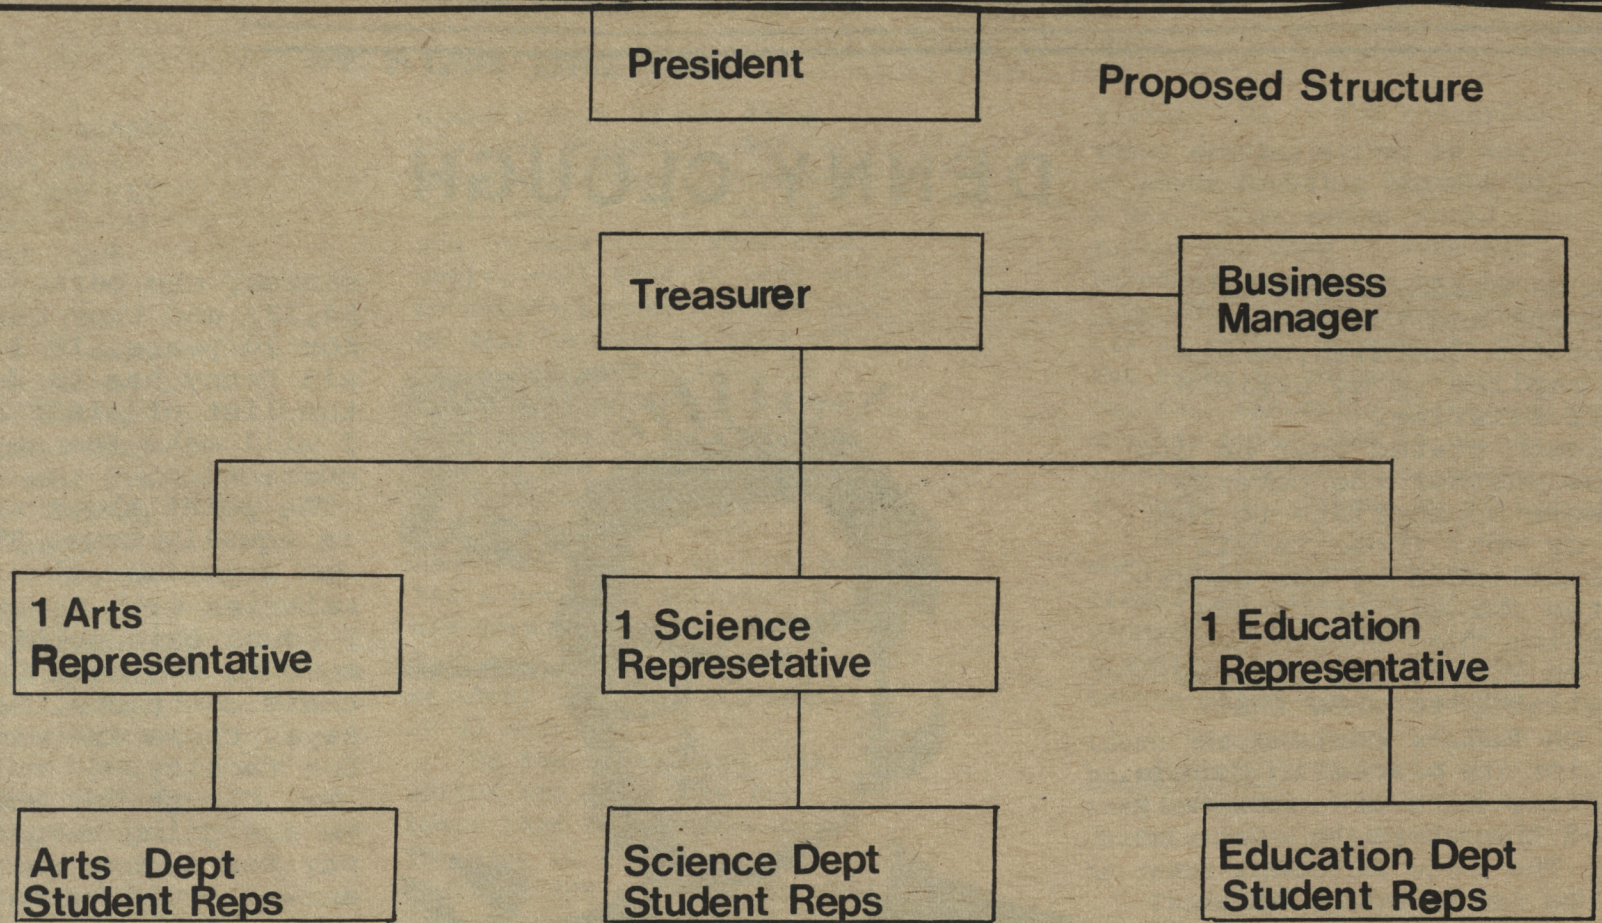 President
Proposed Structure
Treasurer
Business
Manager
1 Arts
Representative
1 Science
Represetative
1 Education
Representative
Arts Dept
Student Reps
Science Dept
Student Reps
Education Dept
Student Reps